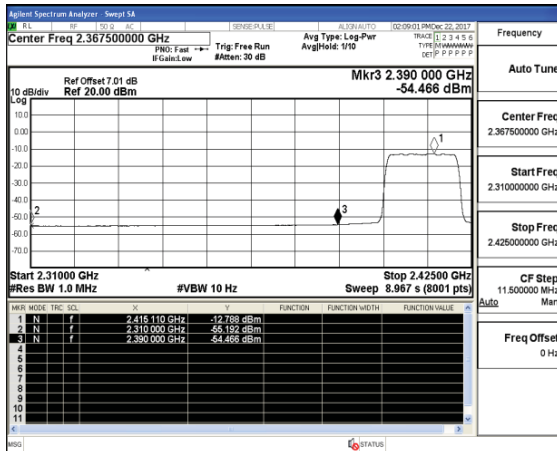 Agilent Spectrum Analyzer - Swept SA
RL RF 50 Ω AC SENSE:PULSE ALIGNAUTO 02:09:01 PMDec 22, 2017
Center Freq 2.367500000 GHz
PNO: Fast
IFGain:Low
Trig: Free Run
#Atten: 30 dB
Avg Type: Log-Pwr
Avg|Hold: 1/10
TRACE 1 2 3 4 5 6
TYPE M
DET P P P P P P
Ref Offset 7.01 dB
Ref 20.00 dBm
10 dB/div
Log
Mkr3 2.390 000 GHz
-54.466 dBm
10.0
0.00
-10.0
-20.0
-30.0
-40.0
-50.0
-60.0
-70.0
1
2
3
Start 2.31000 GHz
Stop 2.42500 GHz
#Res BW 1.0 MHz
#VBW 10 Hz
Sweep 8.967 s (8001 pts)
MKR MODE TRC SCL X Y FUNCTION FUNCTION WIDTH FUNCTION VALUE
1 N f 2.415 110 GHz -12.788 dBm
2 N f 2.310 000 GHz -55.192 dBm
3 N f 2.390 000 GHz -54.466 dBm
4
5
6
7
8
9
10
11
MSG
STATUS
Frequency
Auto Tune
Center Freq
2.367500000 GHz
Start Freq
2.310000000 GHz
Stop Freq
2.425000000 GHz
CF Step
11.500000 MHz
Auto Man
Freq Offset
0 Hz